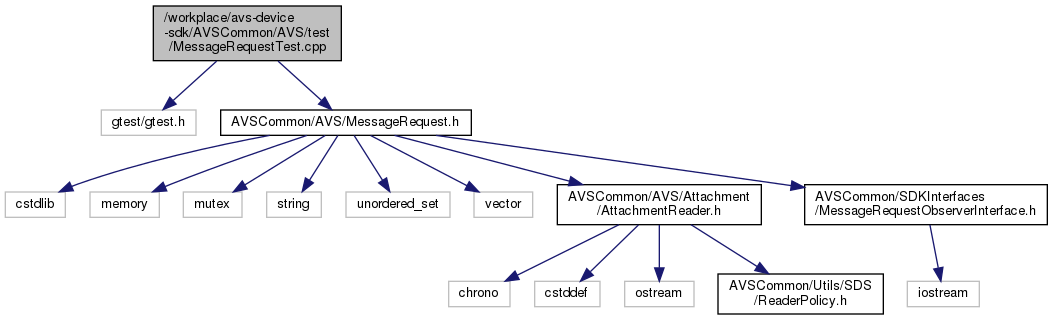 /workplace/avs-device
-sdk/AVSCommon/AVS/test
/MessageRequestTest.cpp
gtest/gtest.h
AVSCommon/AVS/MessageRequest.h
cstdlib
memory
mutex
string
unordered_set
vector
AVSCommon/AVS/Attachment
/AttachmentReader.h
AVSCommon/SDKInterfaces
/MessageRequestObserverInterface.h
chrono
cstddef
ostream
AVSCommon/Utils/SDS
/ReaderPolicy.h
iostream